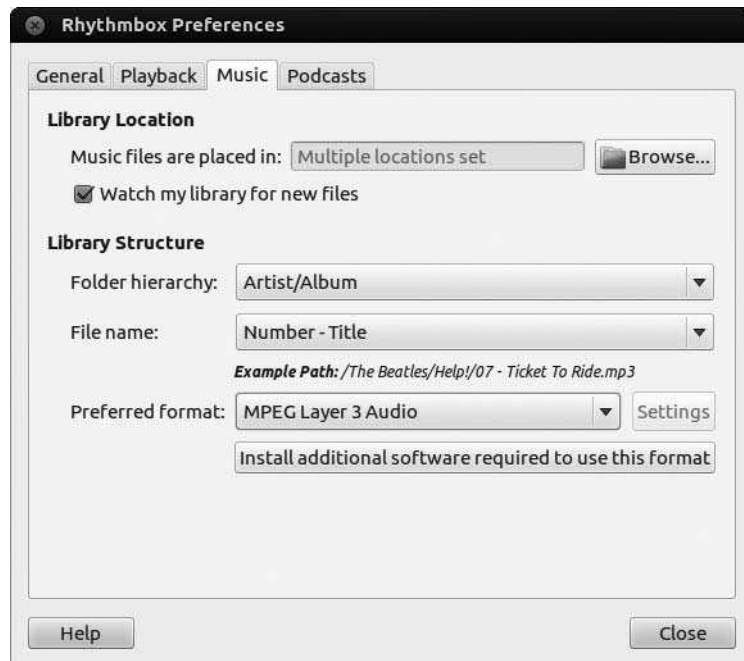 Rhythmbox Preferences
General Playback Music Podcasts
Library Location
Music files are placed in: Multiple locations set Browse...
Watch my library for new files
Library Structure
Folder hierarchy: Artist/Album
File name: Number - Title
Example Path: /The Beatles/Help!/07 - Ticket To Ride.mp3
Preferred format: MPEG Layer 3 Audio Settings
Install additional software required to use this format
Help Close